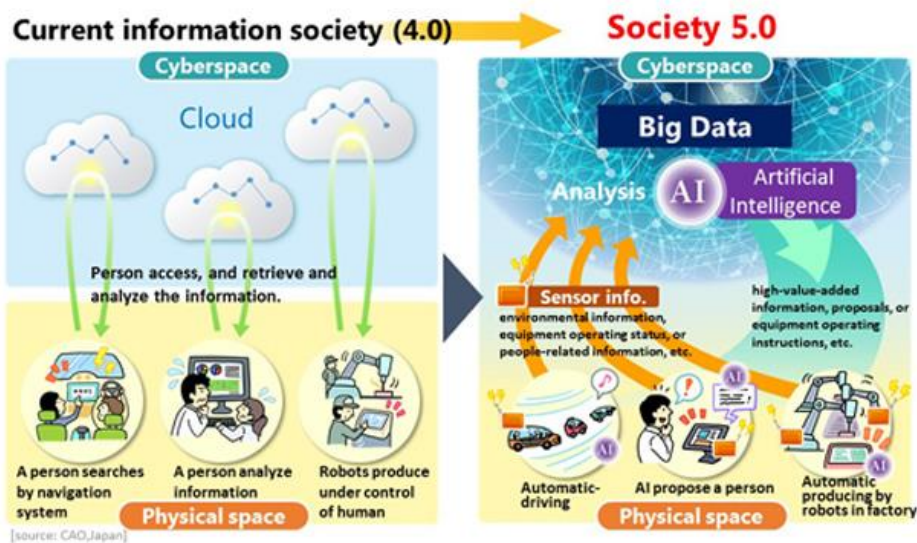 Current information society (4.0)
Society 5.0
Cyberspace
Cloud
Person access, and retrieve and
analyze the information.
A person searches
by navigation
system
A person analyze
information
Robots produce
under control
of human
Physical space
Cyberspace
Big Data
Analysis
AI
Artificial
Intelligence
Sensor info.
environmental information,
equipment operating status, or
people-related information, etc.
high-value-added
information, proposals, or
equipment operating
instructions, etc.
AI
AI
AI
Automatic-
driving
AI propose a person
Automatic
producing by
robots in factory
Physical space
[source: CAO,Japan]